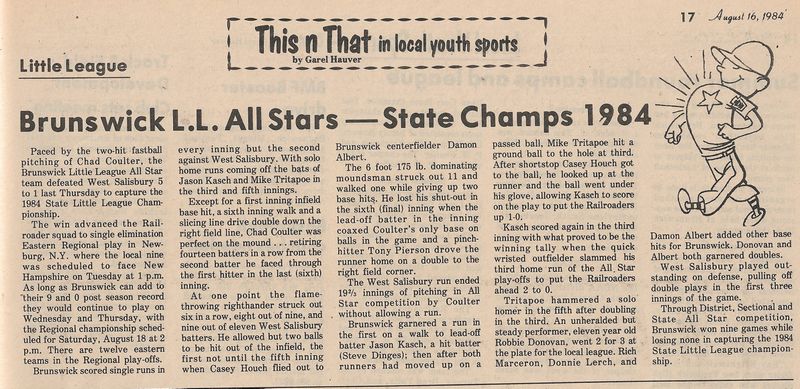 17 August 16, 1984
This n That in local youth sports
by Garel Hauver
Little League
Brunswick L.L. All Stars — State Champs 1984
Paced by the two-hit fastball
pitching of Chad Coulter, the
Brunswick Little League All Star
team defeated West Salisbury 5
to 1 last Thursday to capture the
1984 State Little League Cham-
pionship.
The win advanced the Rail-
roader squad to single elimination
Eastern Regional play in New-
burg, N.Y. where the local nine
was scheduled to face New
Hampshire on Tuesday at 1 p.m.
As long as Brunswick can add to
their 9 and 0 post season record
they would continue to play on
Wednesday and Thursday, with
the Regional championship sched-
uled for Saturday, August 18 at 2
p.m. There are twelve eastern
teams in the Regional play-offs.
Brunswick scored single runs in
every inning but the second
against West Salisbury. With solo
home runs coming off the bats of
Jason Kasch and Mike Tritapoe in
the third and fifth innings.
Except for a first inning infield
base hit, a sixth inning walk and a
slicing line drive double down the
right field line, Chad Coulter was
perfect on the mound . . . retiring
fourteen batters in a row from the
second batter he faced through
the first hitter in the last (sixth)
inning.
At one point the flame-
throwing righthander struck out
six in a row, eight out of nine, and
nine out of eleven West Salisbury
batters. He allowed but two balls
to be hit out of the infield, the
first not until the fifth inning
when Casey Houch flied out to
Brunswick centerfielder Damon
Albert.
The 6 foot 175 lb. dominating
moundsman struck out 11 and
walked one while giving up two
base hits. He lost his shut-out in
the sixth (final) inning when the
lead-off batter in the inning
coaxed Coulter's only base on
balls in the game and a pinch-
hitter Tony Pierson drove the
runner home on a double to the
right field corner.
The West Salisbury run ended
19⅔ innings of pitching in All
Star competition by Coulter
without allowing a run.
Brunswick garnered a run in
the first on a walk to lead-off
batter Jason Kasch, a hit batter
(Steve Dinges); then after both
runners had moved up on a
passed ball, Mike Tritapoe hit a
ground ball to the hole at third.
After shortstop Casey Houch got
to the ball, he looked up at the
runner and the ball went under
his glove, allowing Kasch to score
on the play to put the Railroaders
up 1-0.
Kasch scored again in the third
inning with what proved to be the
winning tally when the quick
wristed outfielder slammed his
third home run of the All Star
play-offs to put the Railroaders
ahead 2 to 0.
Tritapoe hammered a solo
homer in the fifth after doubling
in the third. An unheralded but
steady performer, eleven year old
Robbie Donovan, went 2 for 3 at
the plate for the local league. Rich
Marceron, Donnie Lerch, and
Damon Albert added other base
hits for Brunswick. Donovan and
Albert both garnered doubles.
West Salisbury played out-
standing on defense, pulling off
double plays in the first three
innings of the game.
Through District, Sectional and
State All Star competition,
Brunswick won nine games while
losing none in capturing the 1984
State Little League champion-
ship.